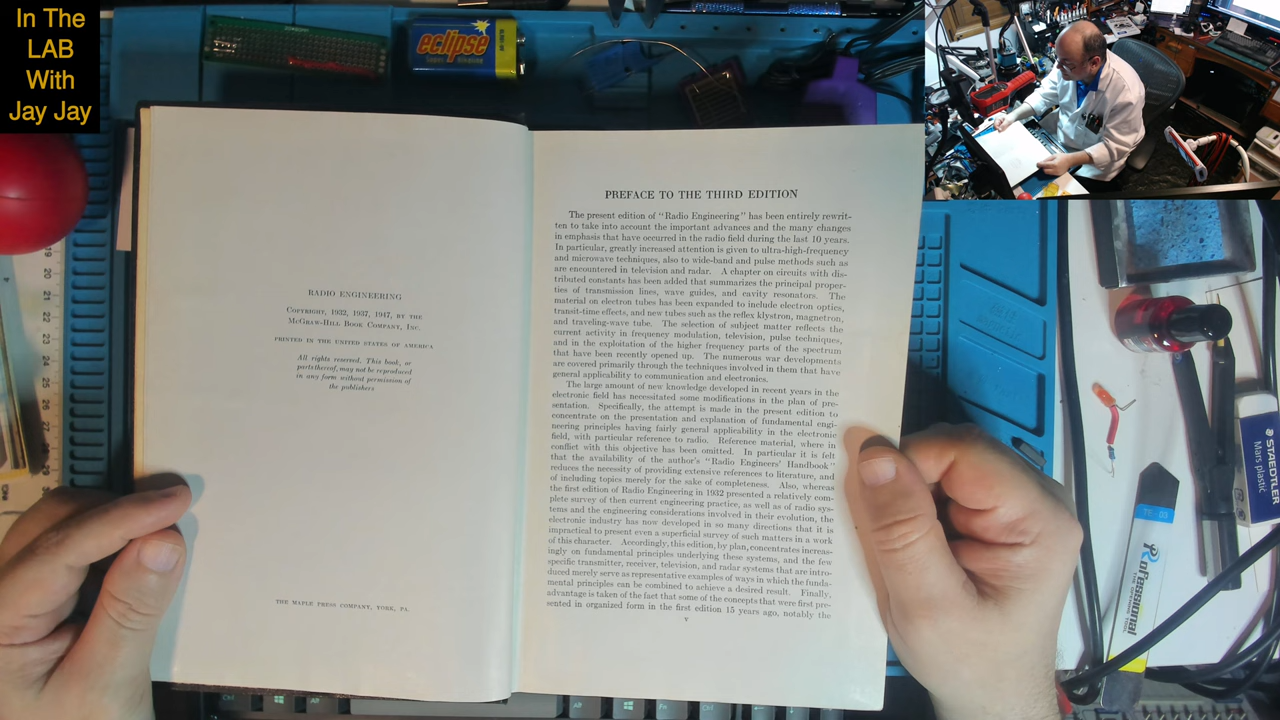 In The
LAB
With
Jay Jay
eclipse
RADIO ENGINEERING
COPYRIGHT, 1932, 1937, 1947, BY THE
MCGRAW-HILL BOOK COMPANY, INC.
PRINTED IN THE UNITED STATES OF AMERICA
All rights reserved. This book, or
parts thereof, may not be reproduced
in any form without permission of
the publishers
THE MAPLE PRESS COMPANY, YORK, PA.
PREFACE TO THE THIRD EDITION
The present edition of "Radio Engineering" has been entirely rewrit-
ten to take into account the important advances and the many changes
in emphasis that have occurred in the radio field during the last 10 years.
In particular, greatly increased attention is given to ultra-high-frequency
and microwave techniques, also to wide-band and pulse methods such as
are encountered in television and radar. A chapter on circuits with dis-
tributed constants has been added that summarizes the principal proper-
ties of transmission lines, wave guides, and cavity resonators. The
material on electron tubes has been expanded to include electron optics,
transit-time effects, and new tubes such as the reflex klystron, magnetron,
and traveling-wave tube. The selection of subject matter reflects the
current activity in frequency modulation, television, pulse techniques,
and in the exploitation of the higher frequency parts of the spectrum
that have been recently opened up. The numerous war developments
are covered primarily through the techniques involved in them that have
general applicability to communication and electronics.
The large amount of new knowledge developed in recent years in the
electronic field has necessitated some modifications in the plan of pre-
sentation. Specifically, the attempt is made in the present edition to
concentrate on the presentation and explanation of fundamental engi-
neering principles having fairly general applicability in the electronic
field, with particular reference to radio. Reference material, where in
conflict with this objective has been omitted. In particular it is felt
that the availability of the author's "Radio Engineers' Handbook"
reduces the necessity of providing extensive references to literature, and
of including topics merely for the sake of completeness. Also, whereas
the first edition of Radio Engineering in 1932 presented a relatively com-
plete survey of then current engineering practice, as well as of radio sys-
tems and the engineering considerations involved in their evolution, the
electronic industry has now developed in so many directions that it is
impractical to present even a superficial survey of such matters in a work
of this character. Accordingly, this edition, by plan, concentrates increas-
ingly on fundamental principles underlying these systems, and the few
specific transmitter, receiver, television, and radar systems that are intro-
duced merely serve as representative examples of ways in which the funda-
mental principles can be combined to achieve a desired result. Finally,
advantage is taken of the fact that some of the concepts that were first pre-
sented in organized form in the first edition 15 years ago, notably the
v
STAEDTLER
Mars plastic
Professional